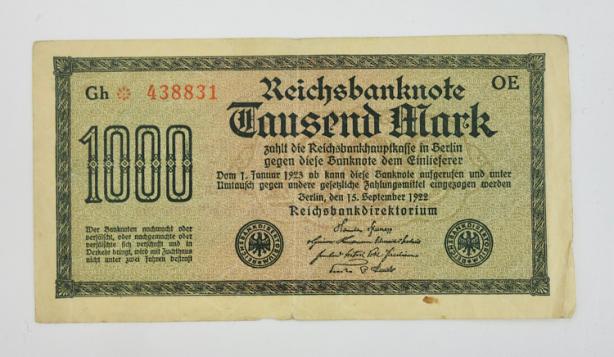 Gh * 438831
Reichsbanknote
OE
1000
Tausend Mark
zahlt die Reichsbankhauptkasse in Berlin
gegen diese Banknote dem Einlieferer
Vom 1. Januar 1923 ab kann diese Banknote aufgerufen und unter
Umtausch gegen andere gesetzliche Zahlungsmittel eingezogen werden
Berlin, den 15. September 1922
Reichsbankdirektorium
Wer Banknoten nachmacht oder
verfälscht, oder nachgemachte oder
verfälschte sich verschafft und in
Verkehr bringt, wird mit Zuchthaus
nicht unter zwei Jahren bestraft